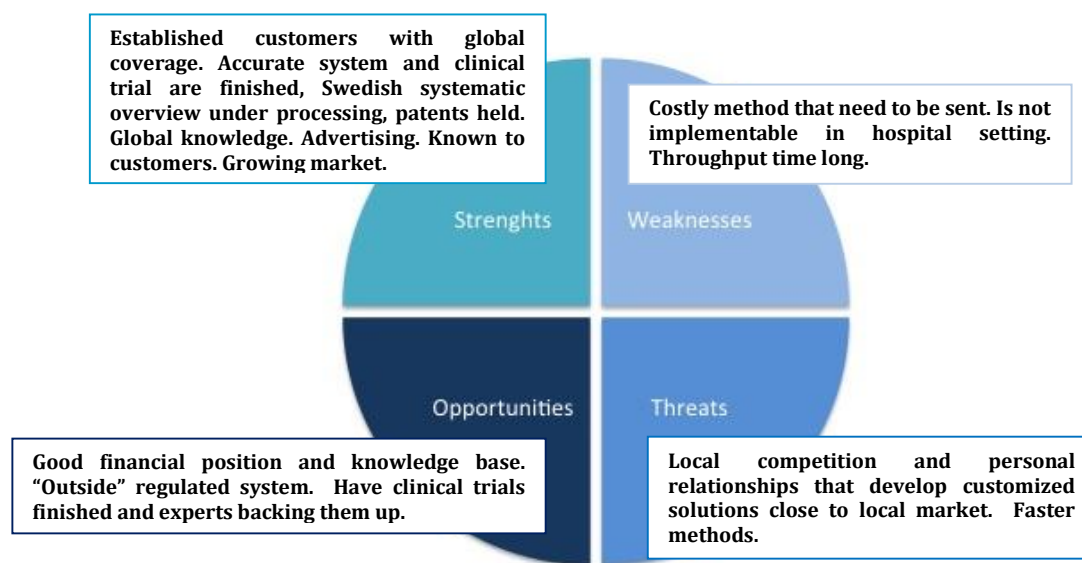 Established customers with global
coverage. Accurate system and clinical
trial are finished, Swedish systematic
overview under processing, patents held.
Global knowledge. Advertising. Known to
customers. Growing market.
Costly method that need to be sent. Is not
implementable in hospital setting.
Throughput time long.
Strenghts
Weaknesses
Opportunities
Threats
Good financial position and knowledge base.
“Outside” regulated system. Have clinical trials
finished and experts backing them up.
Local competition and personal
relationships that develop customized
solutions close to local market. Faster
methods.